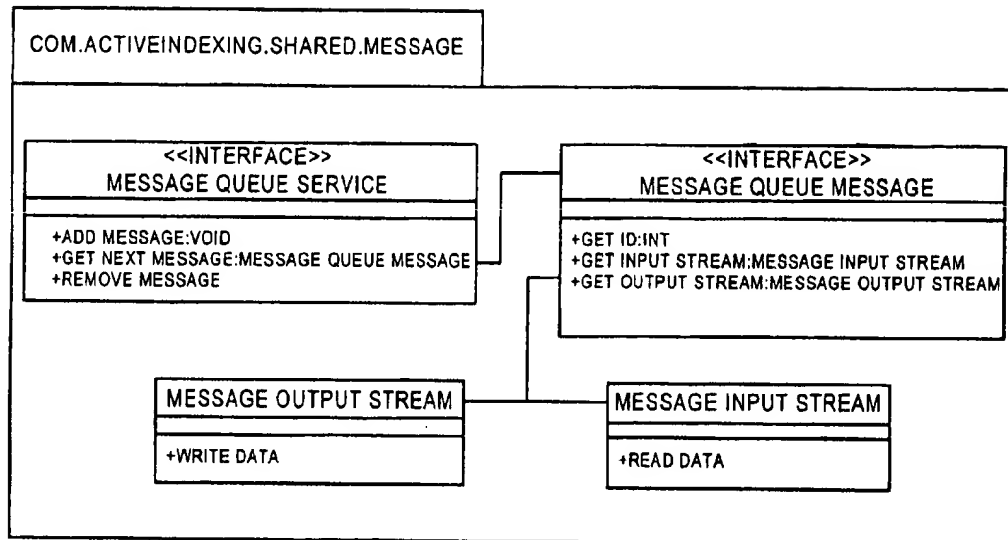 COM.ACTIVEINDEXING.SHARED.MESSAGE
<<INTERFACE>>
MESSAGE QUEUE SERVICE
+ADD MESSAGE:VOID
+GET NEXT MESSAGE:MESSAGE QUEUE MESSAGE
+REMOVE MESSAGE
<<INTERFACE>>
MESSAGE QUEUE MESSAGE
+GET ID:INT
+GET INPUT STREAM:MESSAGE INPUT STREAM
+GET OUTPUT STREAM:MESSAGE OUTPUT STREAM
MESSAGE OUTPUT STREAM
+WRITE DATA
MESSAGE INPUT STREAM
+READ DATA